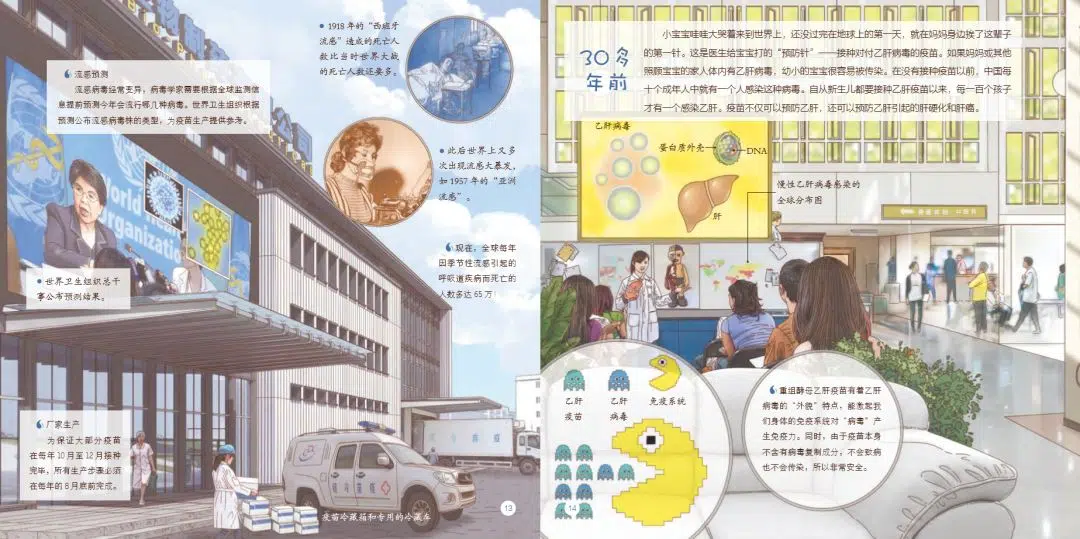 流感预测
流感病毒经常变异，病毒学家需要根据全球监测信
息提前预测今年会流行哪几种病毒。世界卫生组织根据
预测公布流感病毒株的类型，为疫苗生产提供参考。
1918 年的“西班牙
流感”造成的死亡人
数比当时世界大战
的死亡人数还要多。
此后世界上又多
次出现流感大暴发，
如 1957 年的“亚洲
流感”。
现在，全球每年
因季节性流感引起的
呼吸道疾病而死亡的
人数多达 65 万！
World Health
Organization
世界卫生组织总干
事公布预测结果。
厂家生产
为保证大部分疫苗
在每年 10 月至 12 月接种
完毕，所有生产步骤必须
在每年的 8 月底前完成。
疫苗冷藏箱和专用的冷藏车
13
30多
年前
小宝宝哇哇大哭着来到世界上，还没过完在地球上的第一天，就在妈妈身边挨了这辈子
的第一针。这是医生给宝宝打的“预防针”——接种对付乙肝病毒的疫苗。如果妈妈或其他
照顾宝宝的家人体内有乙肝病毒，幼小的宝宝很容易被传染。在没有接种疫苗以前，中国每
十个成年人中就有一个人感染这种病毒。自从新生儿都要接种乙肝疫苗以来，每一百个孩子
才有一个感染乙肝。疫苗不仅可以预防乙肝，还可以预防乙肝引起的肝硬化和肝癌。
乙肝病毒
蛋白质外壳
DNA
肝
慢性乙肝病毒感染的
全球分布图
乙肝
疫苗
乙肝
病毒
免疫系统
重组酵母乙肝疫苗有着乙肝
病毒的“外貌”特点，能激起我
们身体的免疫系统对“病毒”产
生免疫力。同时，由于疫苗本身
不含有病毒复制成分，不会致病
也不会传染，所以非常安全。
14